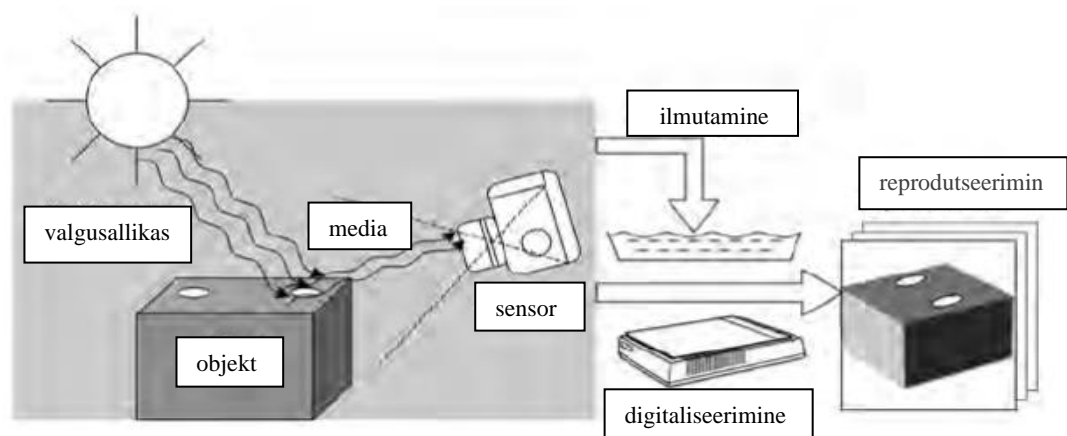 ilmutamine
reprodutseerimin
valgusallikas
media
sensor
objekt
digitaliseerimine